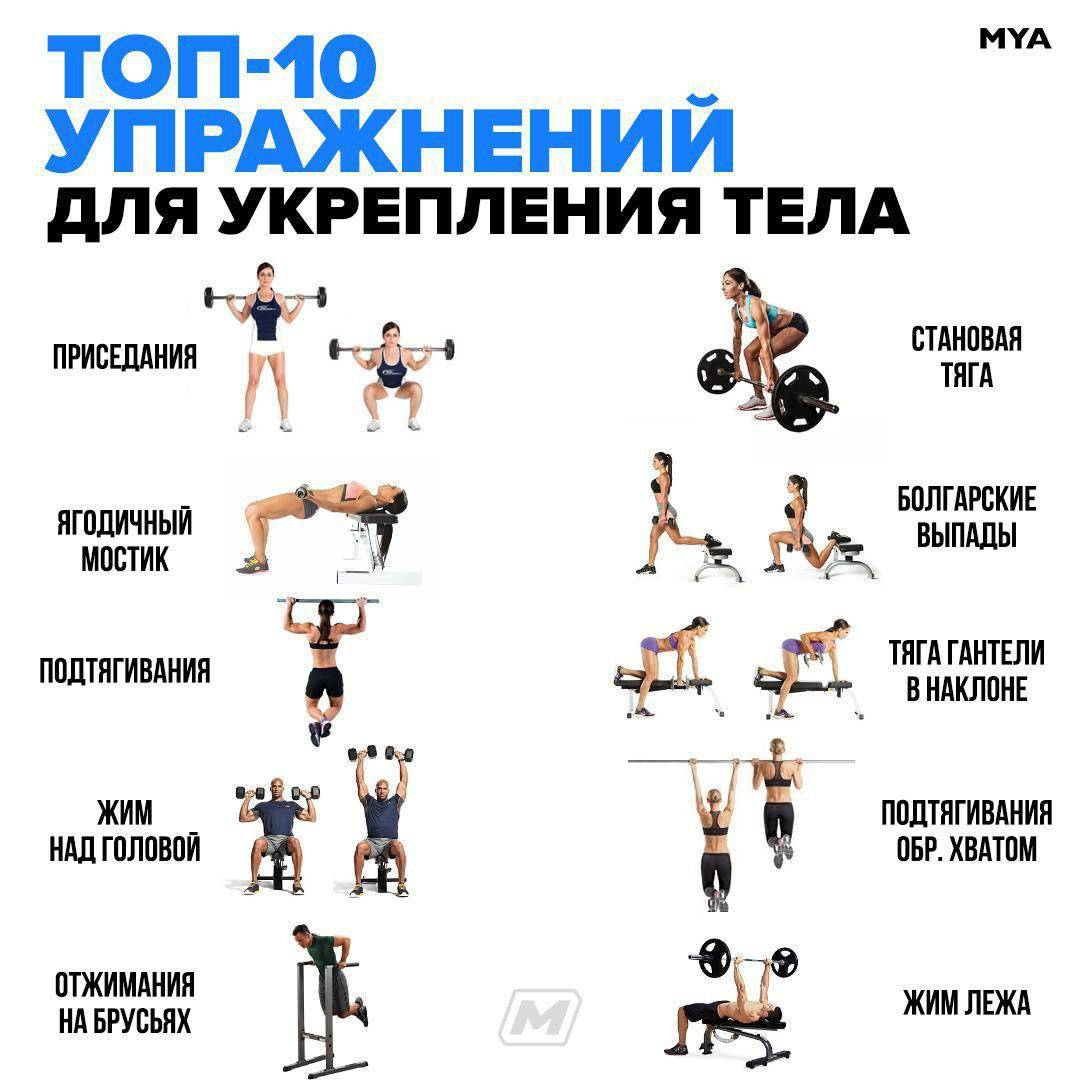 MYA
ТОП-10
УПРАЖНЕНИЙ
ДЛЯ УКРЕПЛЕНИЯ ТЕЛА
ПРИСЕДАНИЯ
СТАНОВАЯ
ТЯГА
ЯГОДИЧНЫЙ
МОСТИК
БОЛГАРСКИЕ
ВЫПАДЫ
ПОДТЯГИВАНИЯ
ТЯГА ГАНТЕЛИ
В НАКЛОНЕ
ЖИМ
НАД ГОЛОВОЙ
ПОДТЯГИВАНИЯ
ОБР. ХВАТОМ
ОТЖИМАНИЯ
НА БРУСЬЯХ
M
ЖИМ ЛЕЖА